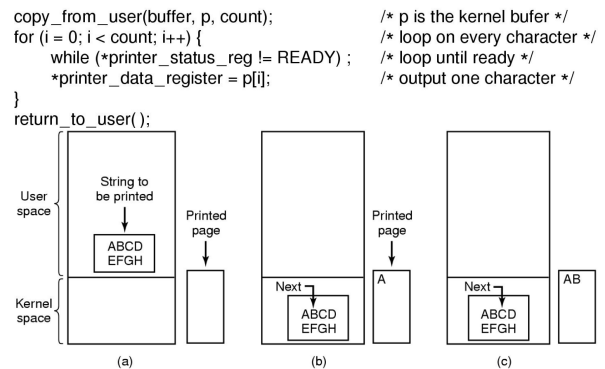 copy_from_user(buffer, p, count); /* p is the kernel bufer */
for (i = 0; i < count; i++) { /* loop on every character */
while (*printer_status_reg != READY) ; /* loop until ready */
*printer_data_register = p[i]; /* output one character */
}
return_to_user( );
User
space
Kernel
space
String to
be printed
ABCD
EFGH
Printed
page
(a)
Next
ABCD
EFGH
Printed
page
A
(b)
Next
ABCD
EFGH
AB
(c)